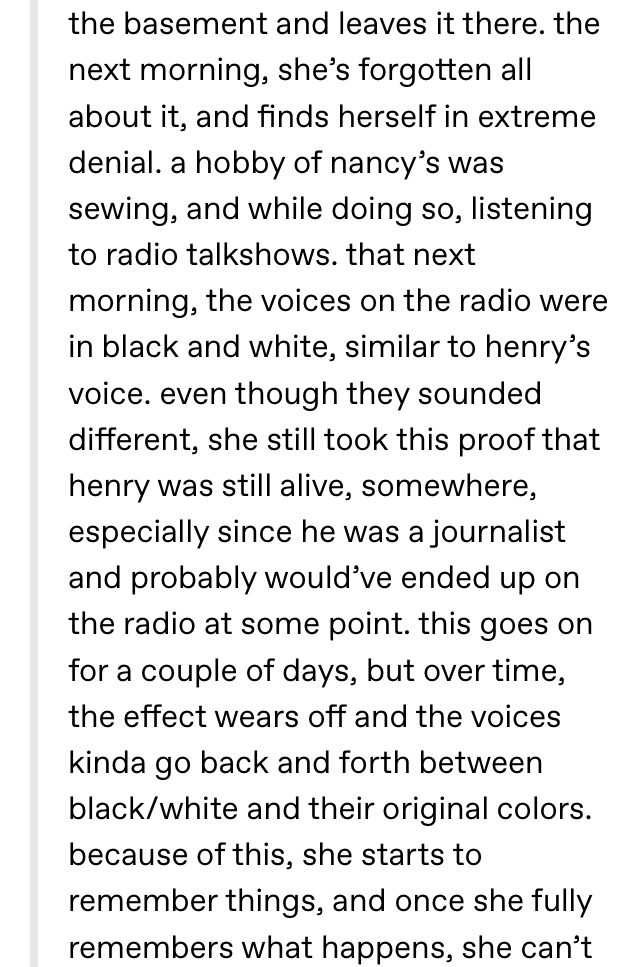 the basement and leaves it there. the
next morning, she’s forgotten all
about it, and finds herself in extreme
denial. a hobby of nancy’s was
sewing, and while doing so, listening
to radio talkshows. that next
morning, the voices on the radio were
in black and white, similar to henry’s
voice. even though they sounded
different, she still took this proof that
henry was still alive, somewhere,
especially since he was a journalist
and probably would’ve ended up on
the radio at some point. this goes on
for a couple of days, but over time,
the effect wears off and the voices
kinda go back and forth between
black/white and their original colors.
because of this, she starts to
remember things, and once she fully
remembers what happens, she can’t